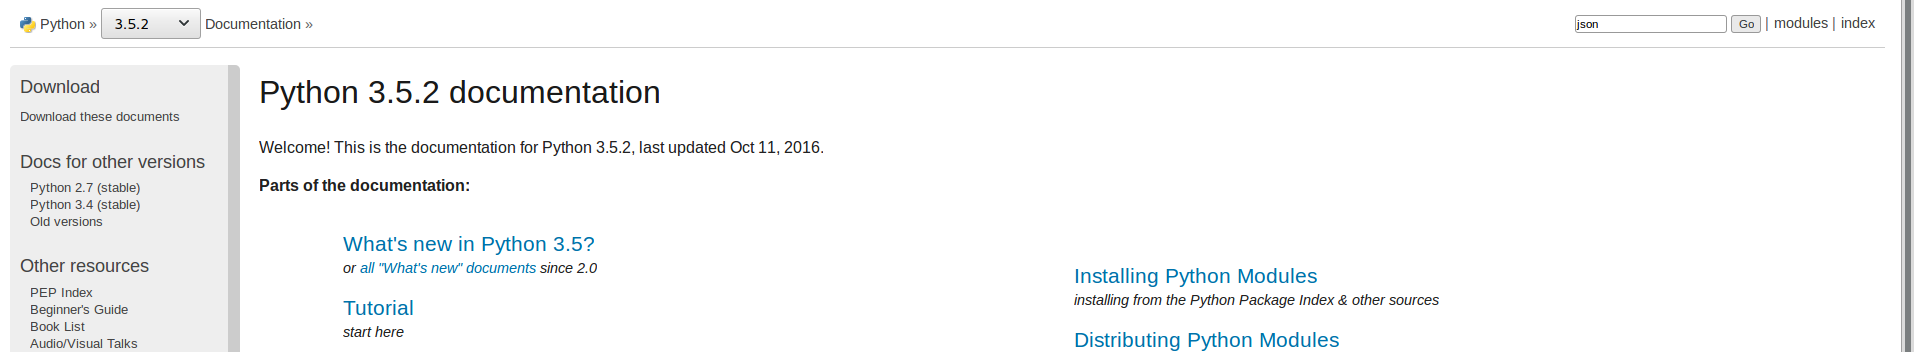 Python » 3.5.2 Documentation » json Go | modules | index
Download
Download these documents
Docs for other versions
Python 2.7 (stable)
Python 3.4 (stable)
Old versions
Other resources
PEP Index
Beginner's Guide
Book List
Audio/Visual Talks
Python 3.5.2 documentation
Welcome! This is the documentation for Python 3.5.2, last updated Oct 11, 2016.
Parts of the documentation:
What's new in Python 3.5?
or all "What's new" documents since 2.0
Tutorial
start here
Installing Python Modules
installing from the Python Package Index & other sources
Distributing Python Modules